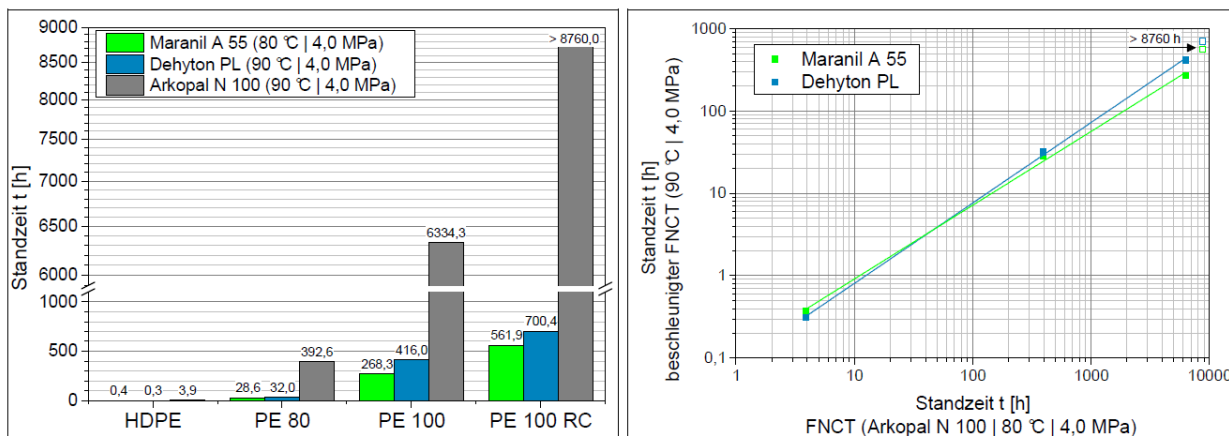 9000
8500
8000
7500
7000
6500
6000
1000
500
0
Standzeit t [h]
Maranil A 55 (80 °C | 4,0 MPa)
Dehyton PL (90 °C | 4,0 MPa)
Arkopal N 100 (90 °C | 4,0 MPa)
> 8760,0
6334,3
0,4 0,3 3,9
28,6 32,0 392,6
268,3 416,0
561,9 700,4
HDPE PE 80 PE 100 PE 100 RC
Standzeit t [h]
beschleunigter FNCT (90 °C | 4,0 MPa)
1000
100
10
1
0,1
Maranil A 55
Dehyton PL
> 8760 h
1 10 100 1000 10000
Standzeit t [h]
FNCT (Arkopal N 100 | 80 °C | 4,0 MPa)